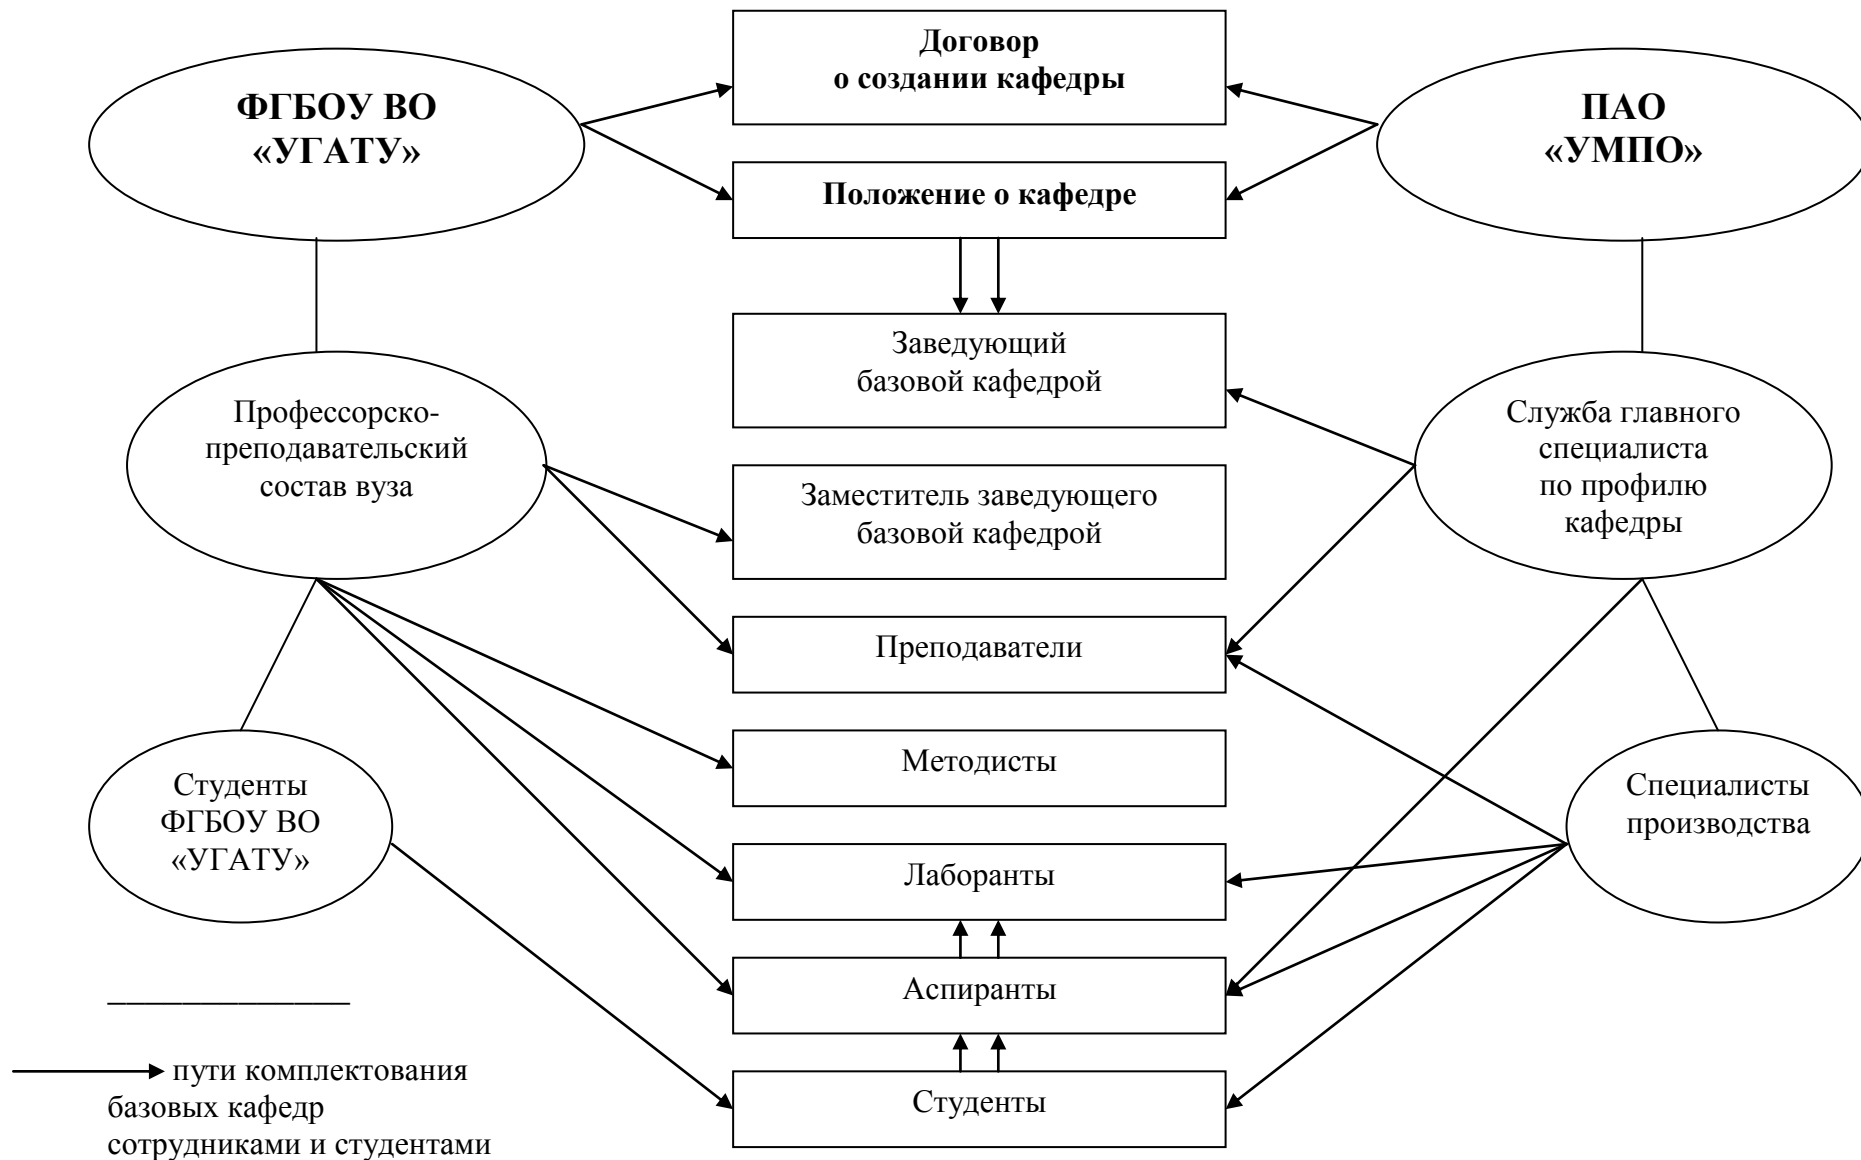 Договор
о создании кафедры
ФГБОУ ВО
«УГАТУ»
ПАО
«УМПО»
Положение о кафедре
Заведующий
базовой кафедрой
Профессорско-
преподавательский
состав вуза
Служба главного
специалиста
по профилю
кафедры
Заместитель заведующего
базовой кафедрой
Преподаватели
Методисты
Студенты
ФГБОУ ВО
«УГАТУ»
Специалисты
производства
Лаборанты
Аспиранты
Студенты
пути комплектования
базовых кафедр
сотрудниками и студентами